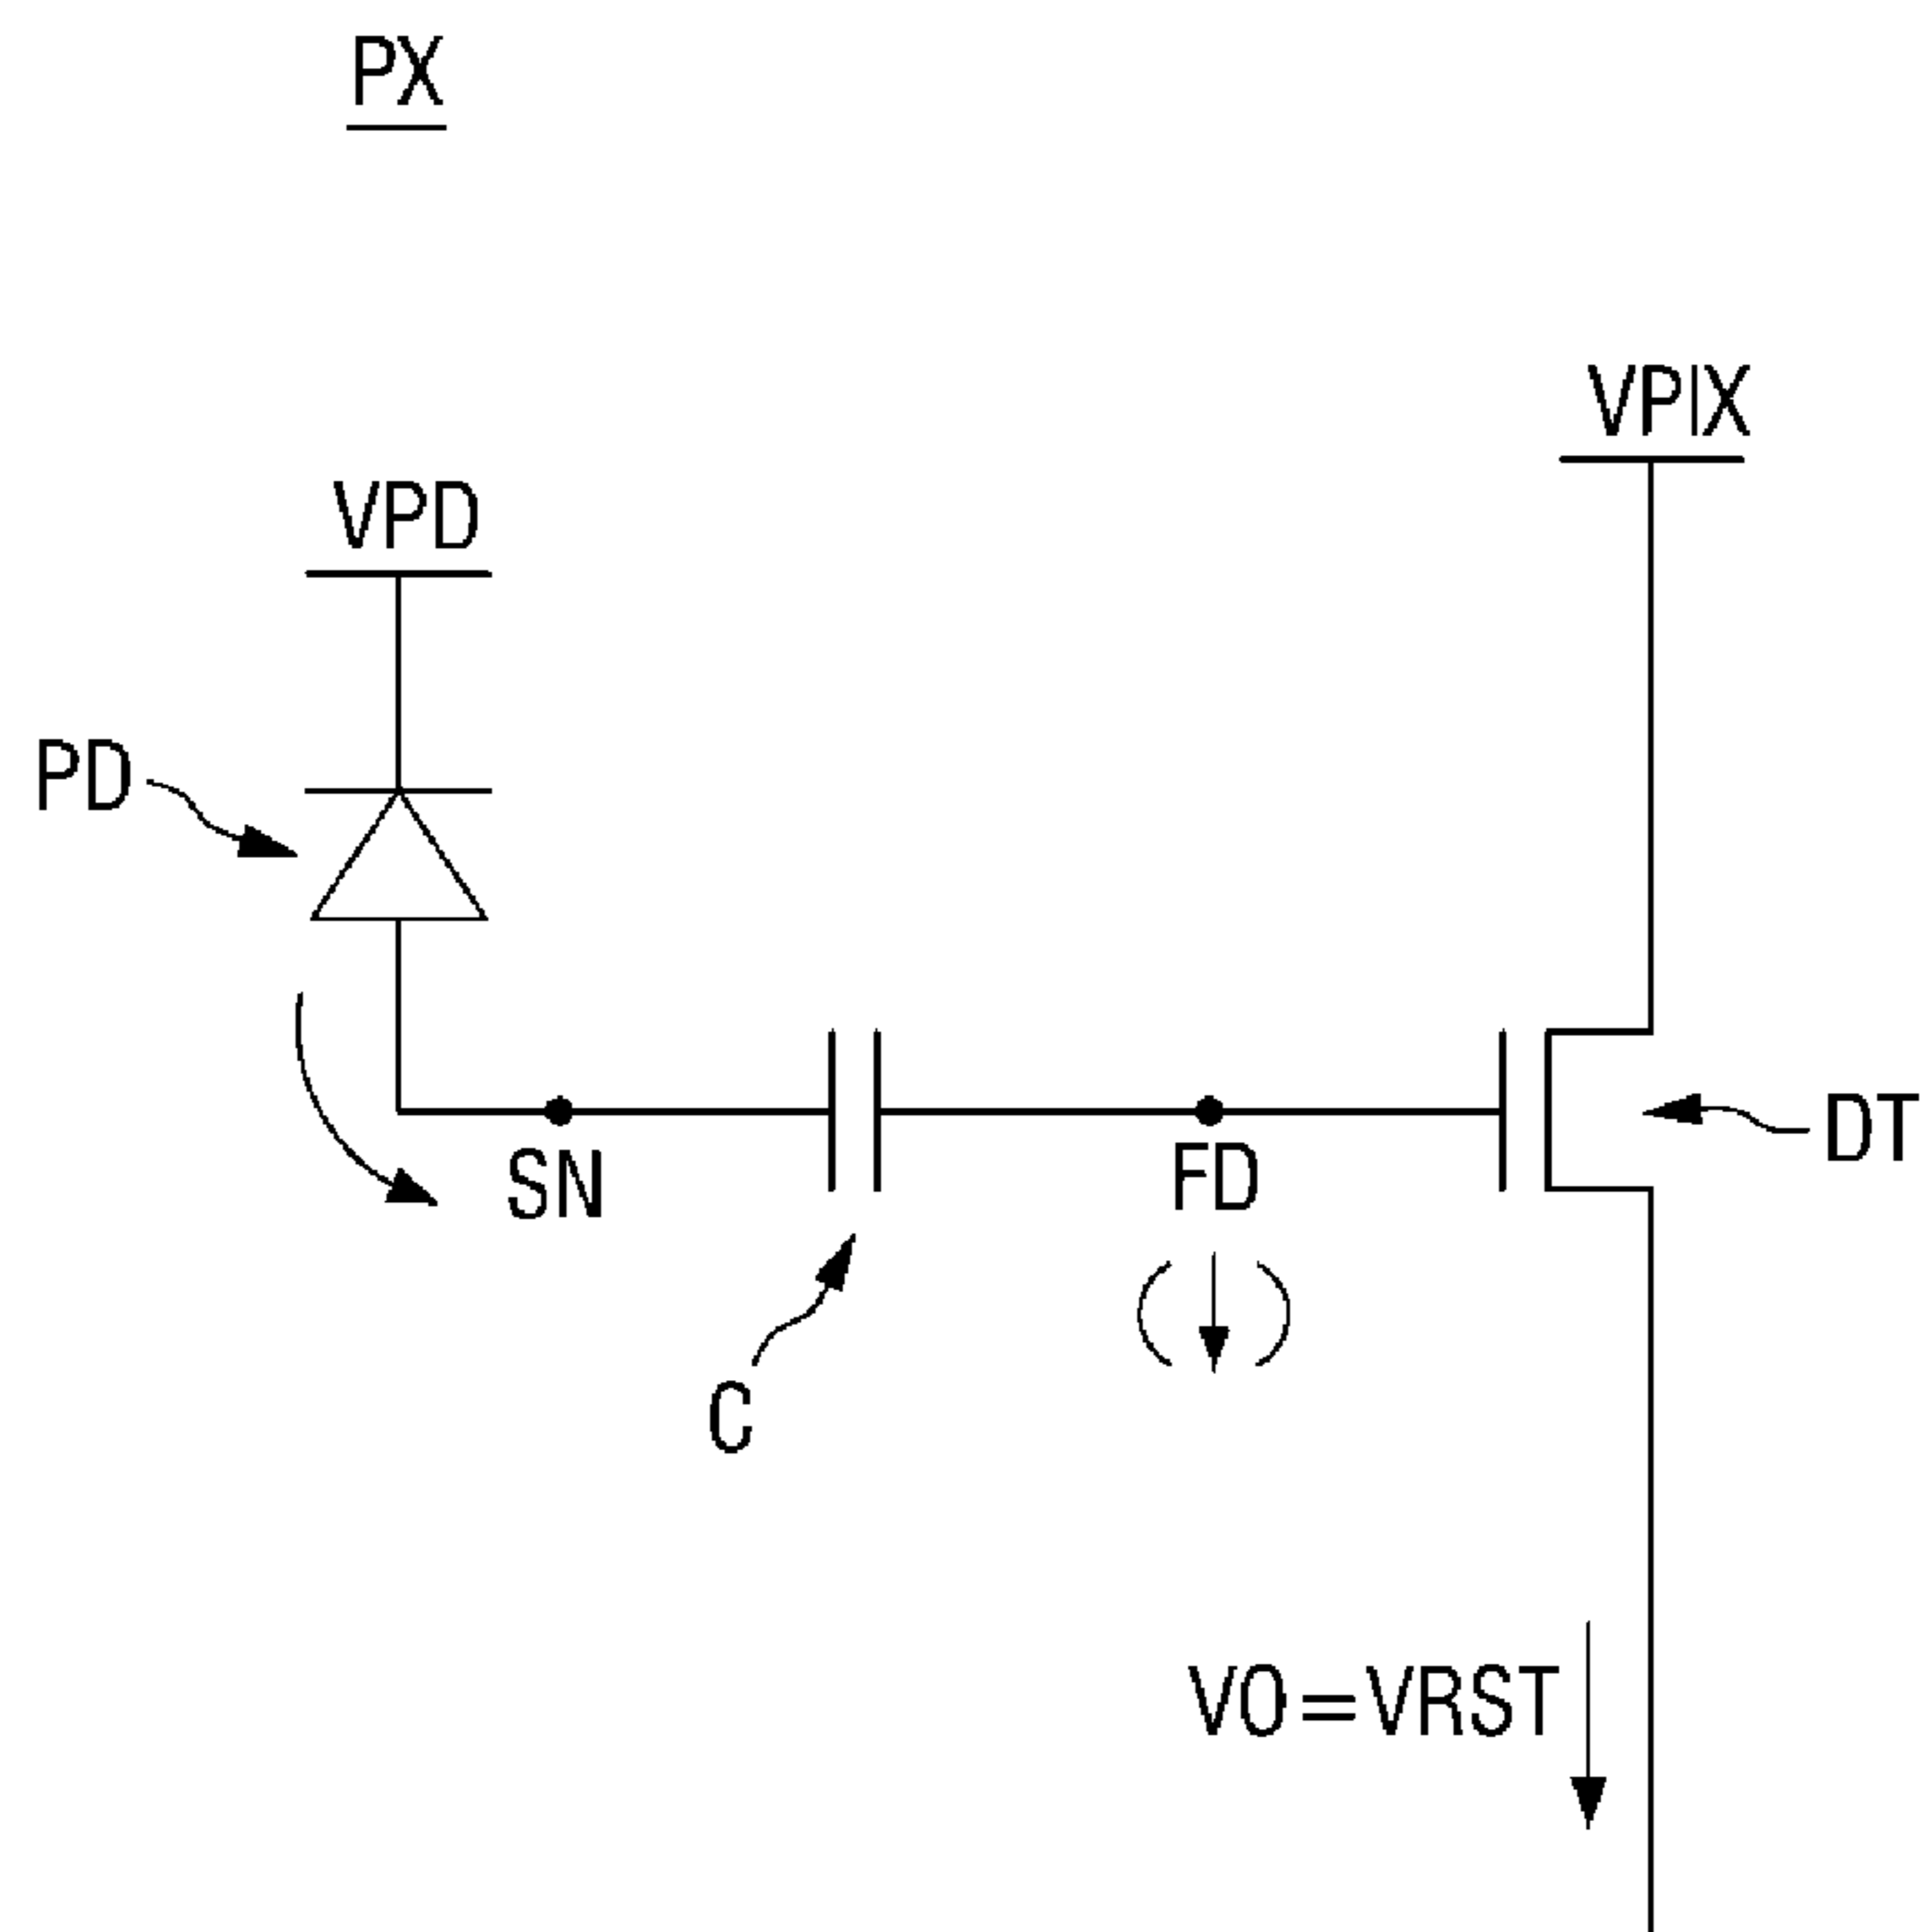 PX
VPIX
VPD
PD
DT
SN
FD
( )
C
VO=VRST